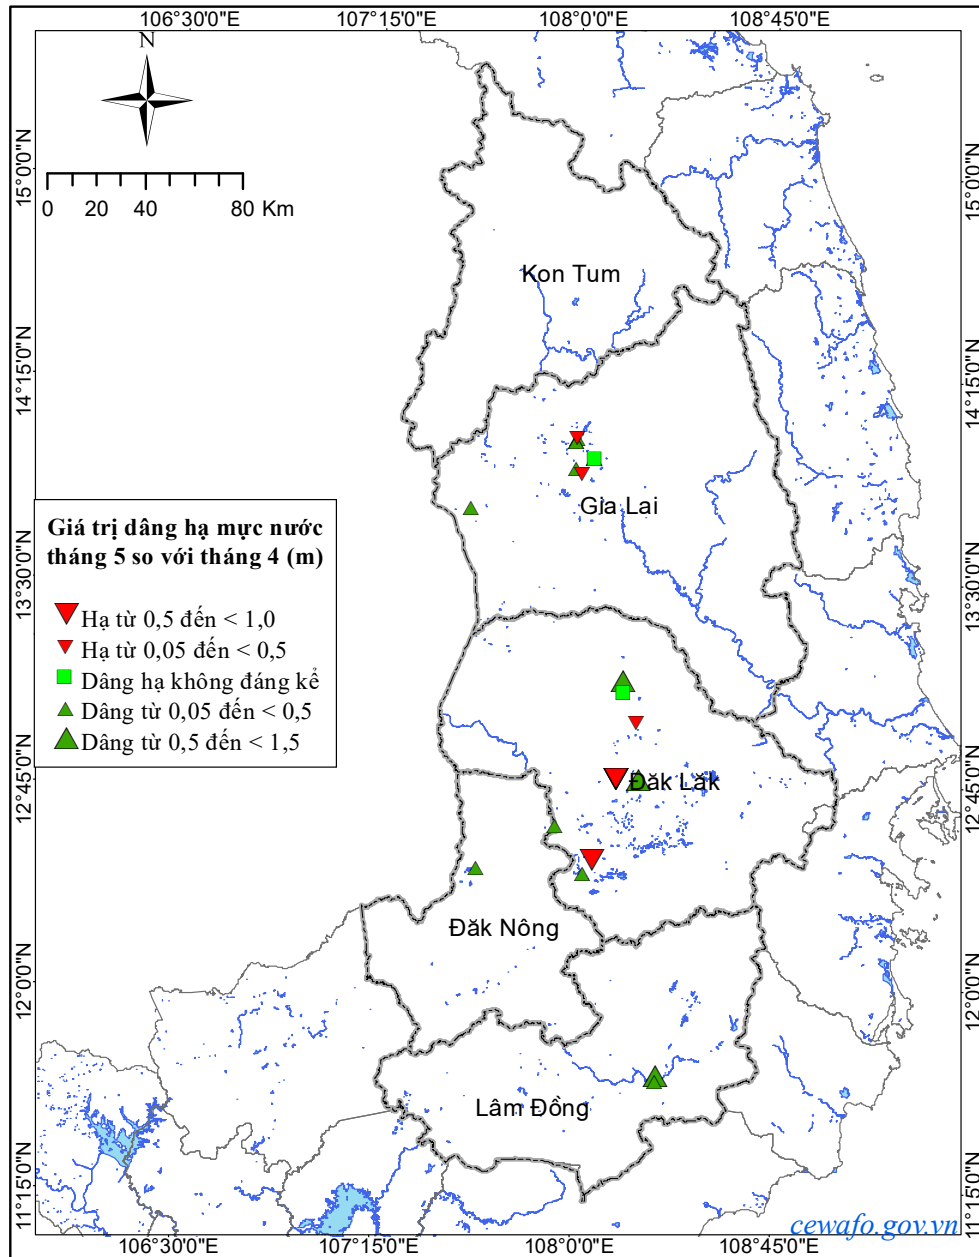 106°30'0"E 107°15'0"E 108°0'0"E 108°45'0"E
N
0 20 40 80 Km
15°0'0"N
14°15'0"N
13°30'0"N
12°45'0"N
12°0'0"N
11°15'0"N
15°0'0"N
14°15'0"N
13°30'0"N
12°45'0"N
12°0'0"N
11°15'0"N
Kon Tum
Gia Lai
Giá trị dâng hạ mực nước
tháng 5 so với tháng 4 (m)
Hạ từ 0,5 đến < 1,0
Hạ từ 0,05 đến < 0,5
Dâng hạ không đáng kể
Dâng từ 0,05 đến < 0,5
Dâng từ 0,5 đến < 1,5
Đăk Lăk
Đăk Nông
Lâm Đồng
cewafo.gov.vn
106°30'0"E 107°15'0"E 108°0'0"E 108°45'0"E